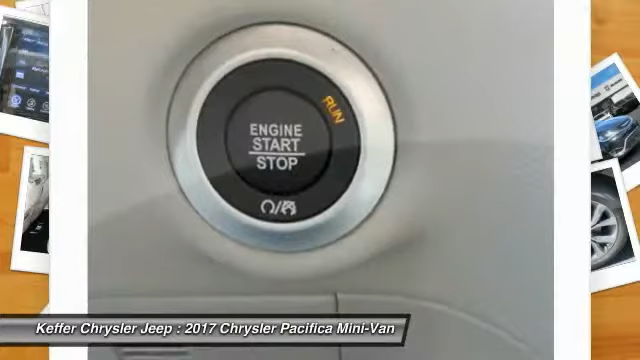 RUN
ENGINE
START
STOP
Keffer Chrysler Jeep : 2017 Chrysler Pacifica Mini-Van